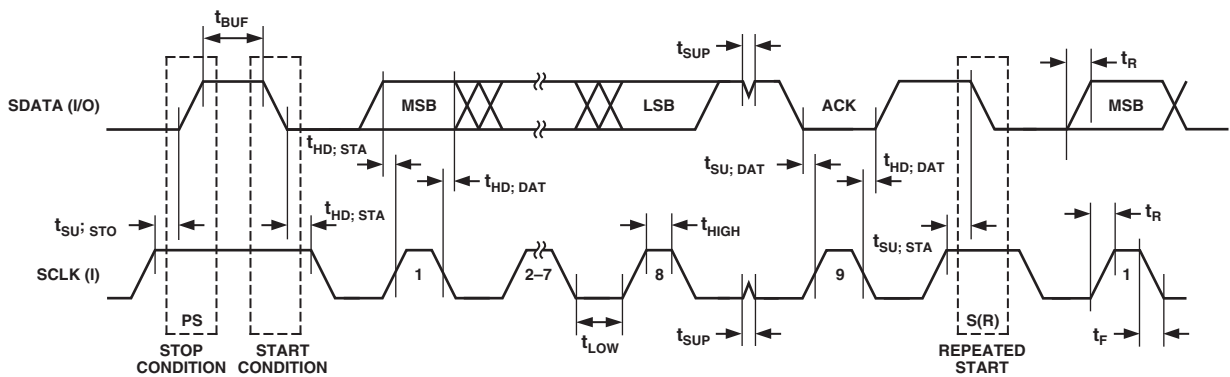 tBUF
tSUP
tR
SDATA (I/O)
MSB
LSB
ACK
MSB
tHD; STA
tHD; DAT
tSU; DAT
tHD; DAT
tSU; STO
tHD; STA
tHIGH
tSU; STA
tR
SCLK (I)
1
2–7
8
9
1
PS
S(R)
tLOW
tSUP
tF
STOP
CONDITION
START
CONDITION
REPEATED
START